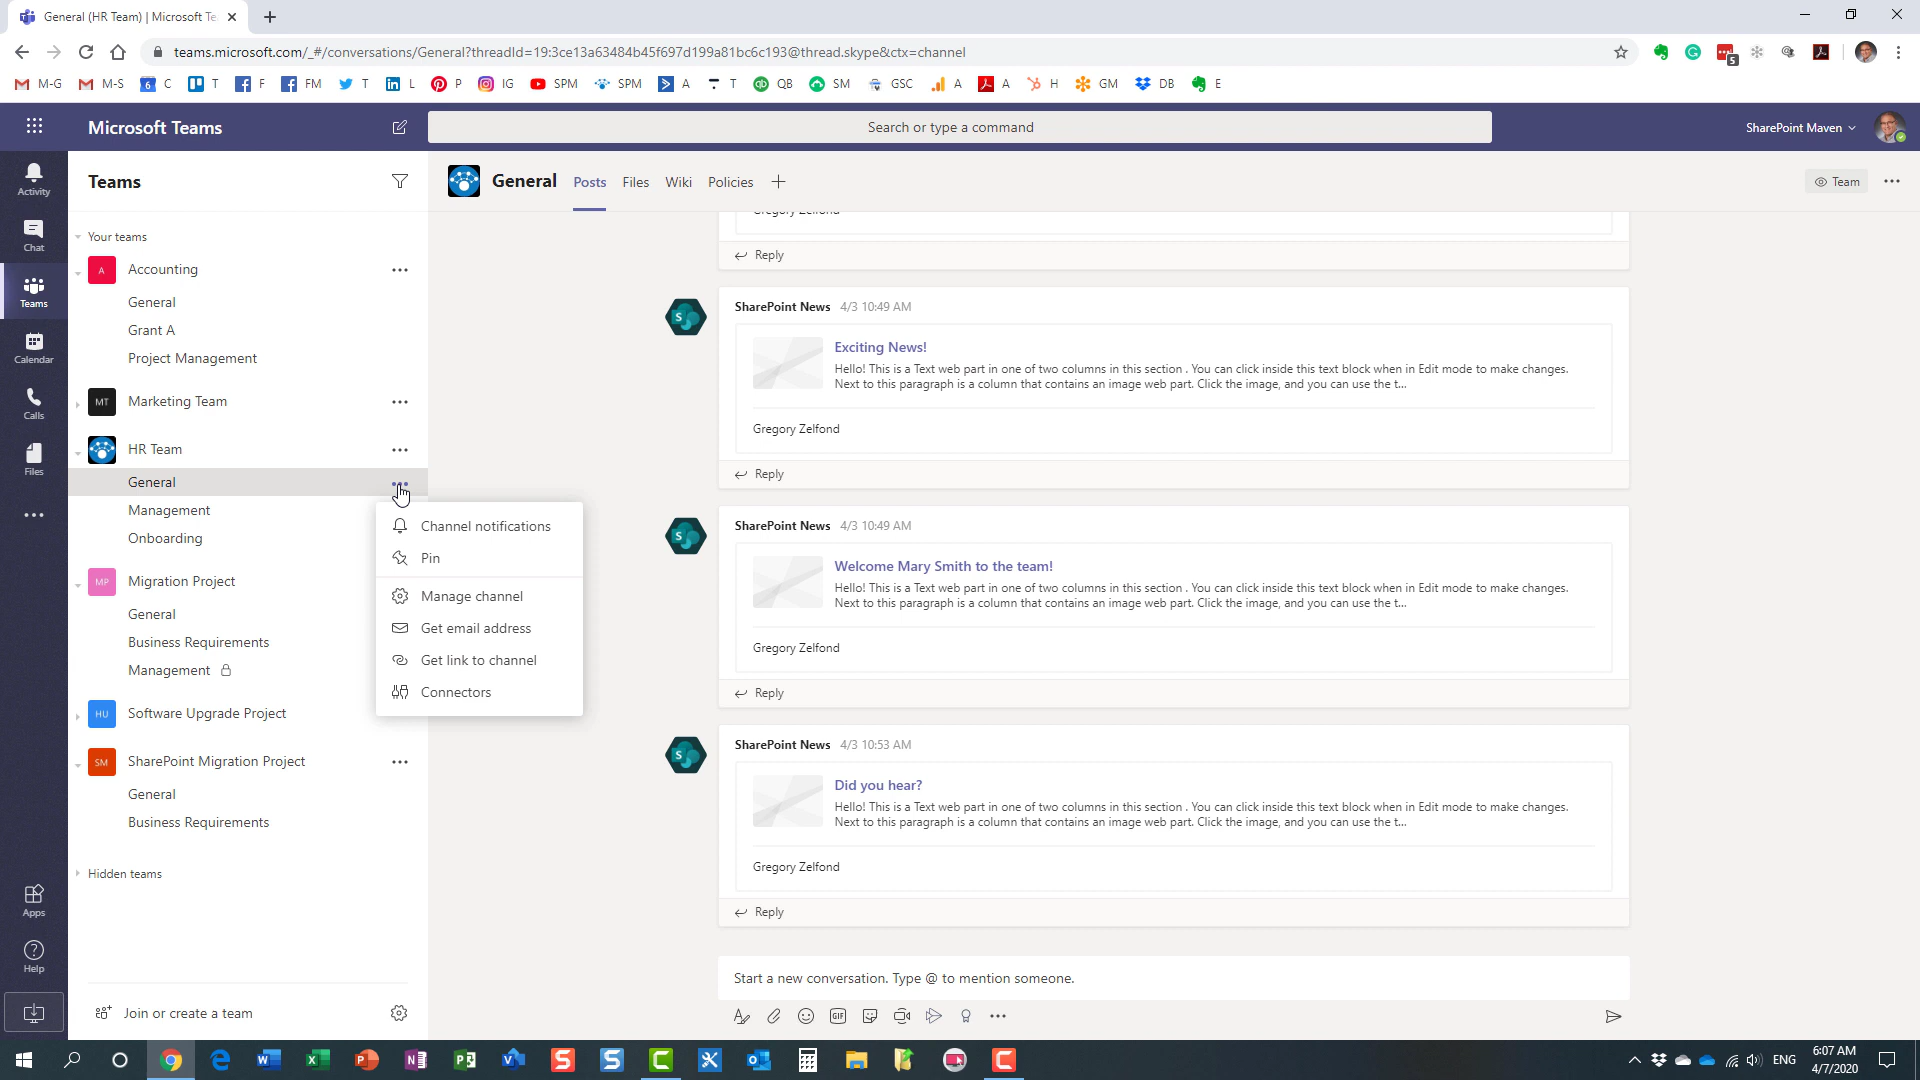 General (HR Team) | Microsoft Te
teams.microsoft.com/_#/conversations/General?threadId=19:3ce13a63484b45f697d199a81bc6c193@thread.skype&ctx=channel
5
M-G M-S 6 C T F FM T L P IG SPM SPM A T QB SM GSC A A H GM DB E
Microsoft Teams
Search or type a command
SharePoint Maven
Activity
Chat
Teams
Calendar
Calls
Files
Apps
Help
Teams
Your teams
A Accounting
General
Grant A
Project Management
MT Marketing Team
HR Team
General
Management
Onboarding
MP Migration Project
General
Business Requirements
Management
HU Software Upgrade Project
SM SharePoint Migration Project
General
Business Requirements
Hidden teams
Join or create a team
Channel notifications
Pin
Manage channel
Get email address
Get link to channel
Connectors
General Posts Files Wiki Policies
Team
Gregory Zelfond
Reply
SharePoint News 4/3 10:49 AM
Exciting News!
Hello! This is a Text web part in one of two columns in this section . You can click inside this text block when in Edit mode to make changes.
Next to this paragraph is a column that contains an image web part. Click the image, and you can use the t...
Gregory Zelfond
Reply
SharePoint News 4/3 10:49 AM
Welcome Mary Smith to the team!
Hello! This is a Text web part in one of two columns in this section . You can click inside this text block when in Edit mode to make changes.
Next to this paragraph is a column that contains an image web part. Click the image, and you can use the t...
Gregory Zelfond
Reply
SharePoint News 4/3 10:53 AM
Did you hear?
Hello! This is a Text web part in one of two columns in this section . You can click inside this text block when in Edit mode to make changes.
Next to this paragraph is a column that contains an image web part. Click the image, and you can use the t...
Gregory Zelfond
Reply
Start a new conversation. Type @ to mention someone.
GIF
ENG
6:07 AM
4/7/2020